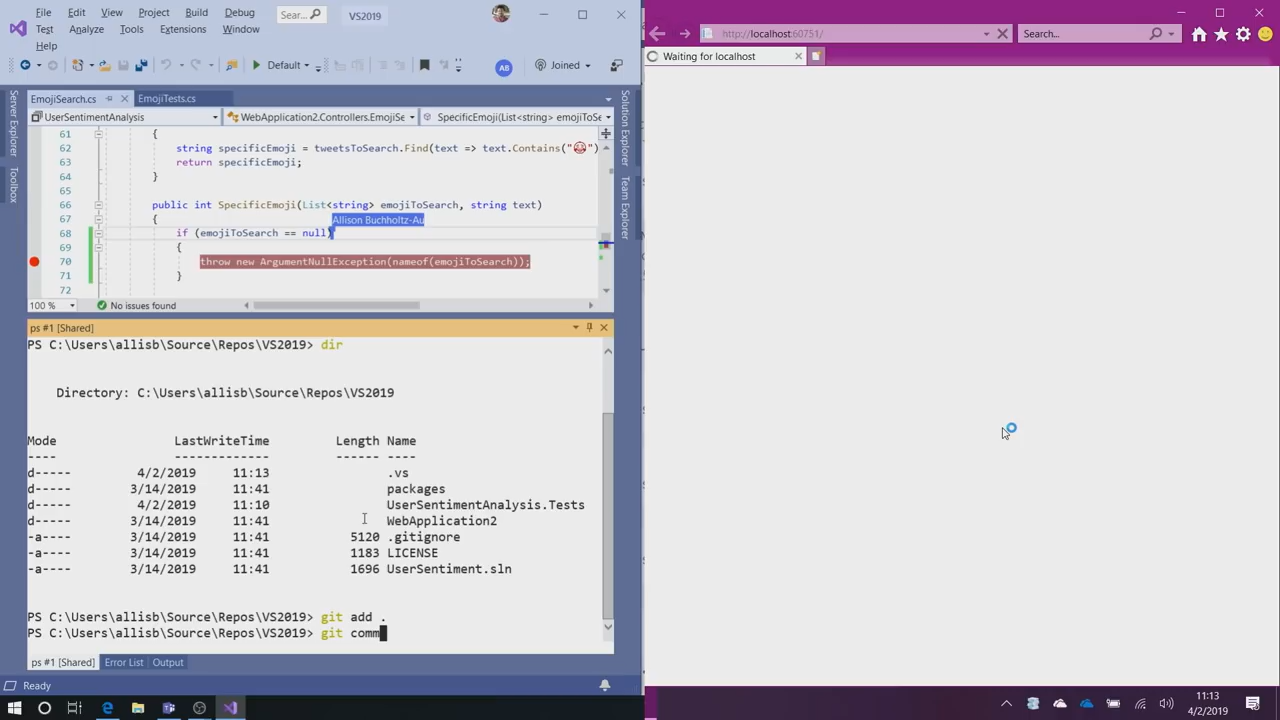 File Edit View Project Build Debug
Sear...
VS2019
Test Analyze Tools Extensions Window
Help
Default
AB
Joined
EmojiSearch.cs
EmojiTests.cs
UserSentimentAnalysis
WebApplication2.Controllers.EmojiSe
SpecificEmoji(List<string> emojiToSe
Server Explorer
Toolbox
Solution Explorer
Team Explorer
61 {
62 string specificEmoji = tweetsToSearch.Find(text => text.Contains("😷")
63 return specificEmoji;
64 }
65
66 public int SpecificEmoji(List<string> emojiToSearch, string text)
Allison Buchholtz-Au
67 {
68 if (emojiToSearch == null)
69 {
70 throw new ArgumentNullException(nameof(emojiToSearch));
71 }
72
100 %
No issues found
ps #1 [Shared]
PS C:\Users\allisb\Source\Repos\VS2019> dir
Directory: C:\Users\allisb\Source\Repos\VS2019
Mode LastWriteTime Length Name
---- ------------- ------ ----
d----- 4/2/2019 11:13 .vs
d----- 3/14/2019 11:41 packages
d----- 4/2/2019 11:10 UserSentimentAnalysis.Tests
d----- 3/14/2019 11:41 WebApplication2
-a---- 3/14/2019 11:41 5120 .gitignore
-a---- 3/14/2019 11:41 1183 LICENSE
-a---- 3/14/2019 11:41 1696 UserSentiment.sln
PS C:\Users\allisb\Source\Repos\VS2019> git add .
PS C:\Users\allisb\Source\Repos\VS2019> git comm
ps #1 [Shared] Error List Output
Ready
http://localhost:60751/
Search...
Waiting for localhost
11:13
4/2/2019